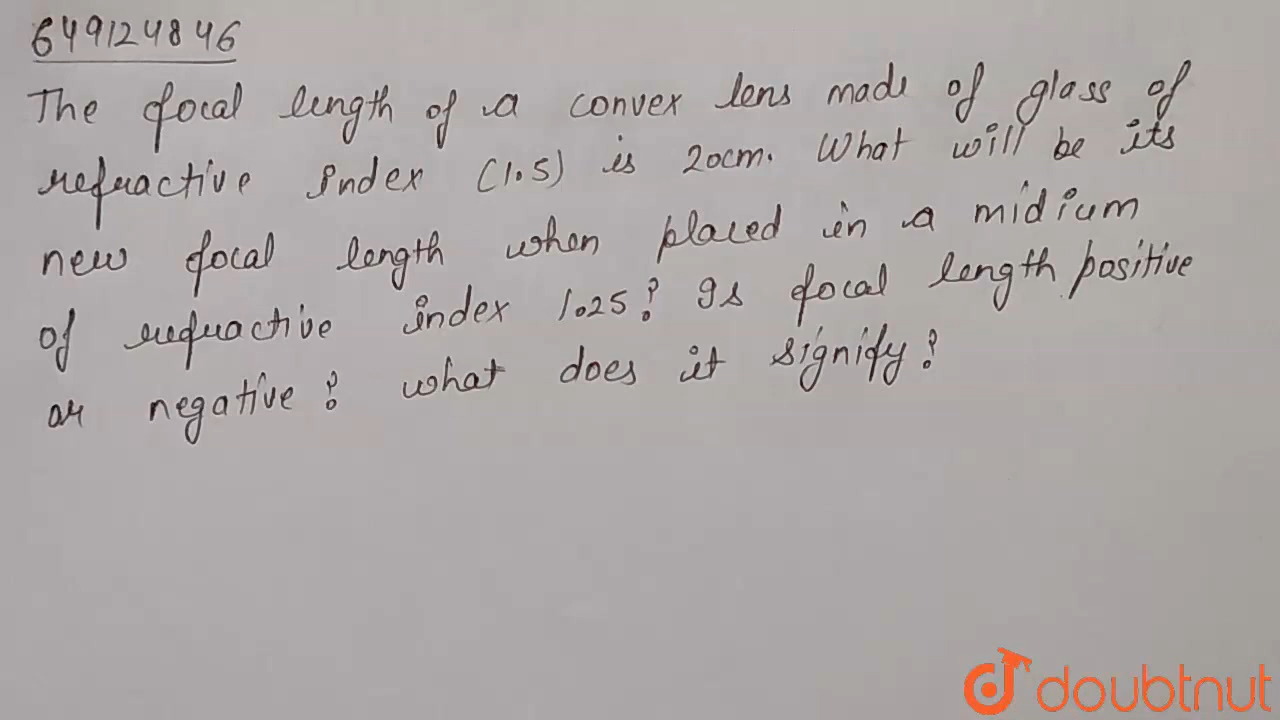 649124846
The focal length of a convex lens made of glass of
refractive index (1.5) is 20cm. What will be its
new focal length when placed in a midium
of refractive index 1.25? Is focal length positive
or negative? what does it signify?
doubtnut